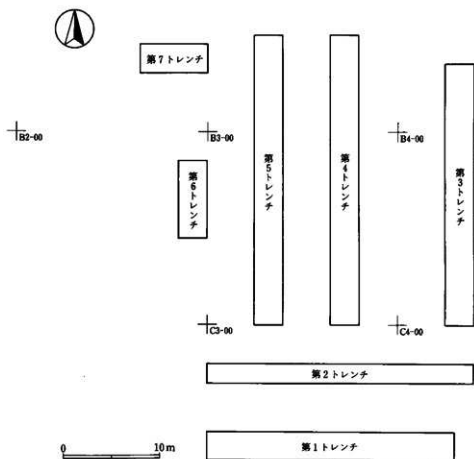 第7トレンチ
B2-00
B3-00
B4-00
第6トレンチ
第5トレンチ
第4トレンチ
第3トレンチ
C3-00
C4-00
第2トレンチ
0 10m
第1トレンチ